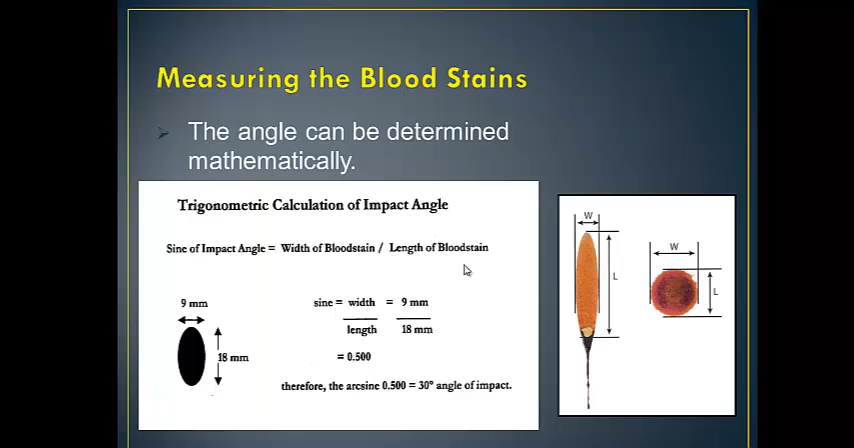 Measuring the Blood Stains
The angle can be determined
mathematically.
Trigonometric Calculation of Impact Angle
Sine of Impact Angle = Width of Bloodstain / Length of Bloodstain
9 mm
18 mm
sine = width = 9 mm
length 18 mm
= 0.500
therefore, the arcsine 0.500 = 30° angle of impact.
W
L
W
L